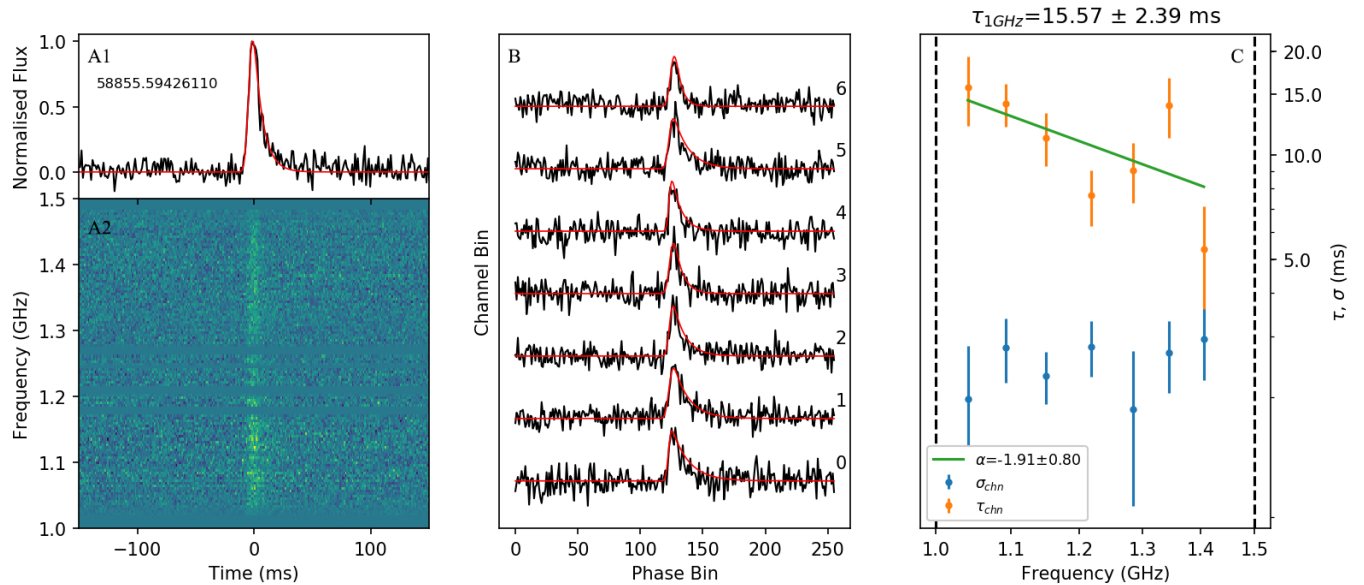 A1
58855.59426110
1.0
0.5
0.0
Normalised Flux
A2
1.5
1.4
1.3
1.2
1.1
1.0
Frequency (GHz)
−100
0
100
Time (ms)
B
6
5
4
3
2
1
0
Channel Bin
0
50
100
150
200
250
Phase Bin
τ1GHz=15.57 ± 2.39 ms
C
20.0
15.0
10.0
5.0
τ, σ (ms)
α=-1.91±0.80
σchn
τchn
1.0
1.1
1.2
1.3
1.4
1.5
Frequency (GHz)